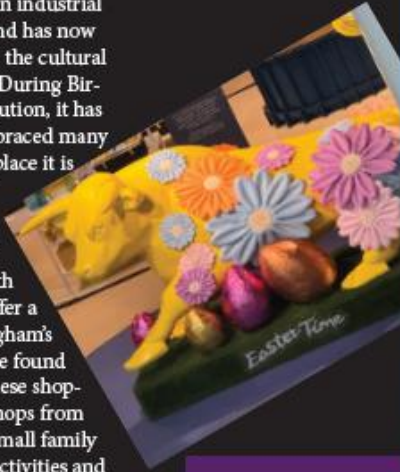 n industrial
nd has now
the cultural
During Bir-
ution, it has
braced many
place it is
th
ffer a
gham's
e found
ese shop-
hops from
mall family
ctivities and
Easter Time